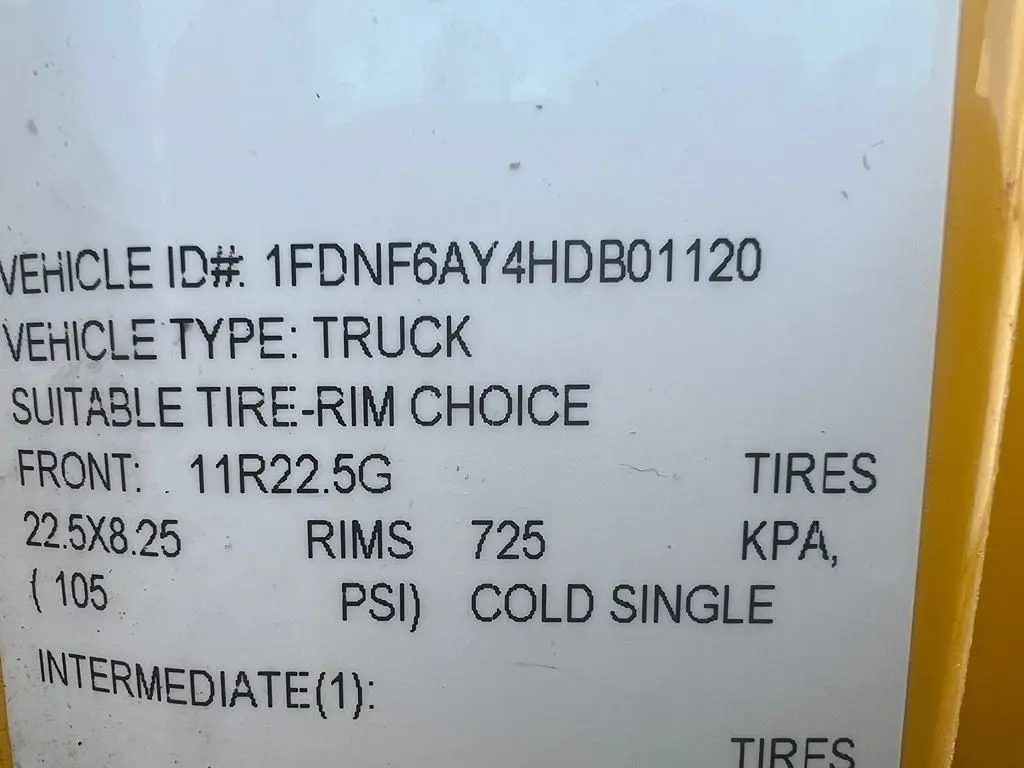 VEHICLE ID#: 1FDNF6AY4HDB01120
VEHICLE TYPE: TRUCK
SUITABLE TIRE-RIM CHOICE
FRONT: 11R22.5G TIRES
22.5X8.25 RIMS 725 KPA,
( 105 PSI) COLD SINGLE
INTERMEDIATE(1):
TIRES